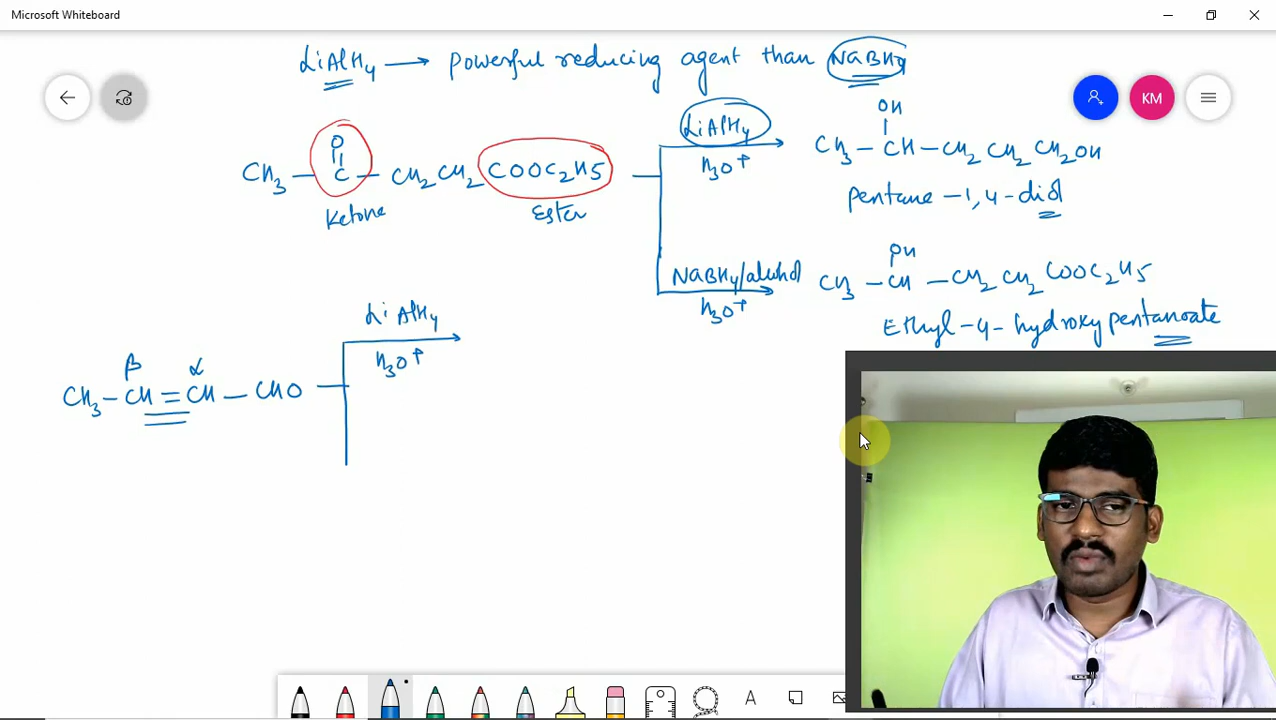 Microsoft Whiteboard
LiAlH4 → powerful reducing agent than NaBH4
KM
O
||
CH3 – C – CH2 CH2 COOC2H5
Ketone
Ester
LiAlH4
H3O+
OH
|
CH3 – CH – CH2 CH2 CH2OH
Pentane – 1,4 – diol
NaBH4/alcohol
H3O+
OH
|
CH3 – CH – CH2 CH2 COOC2H5
Ethyl – 4 – hydroxy pentanoate
LiAlH4
H3O+
β α
CH3 – CH = CH – CHO
A